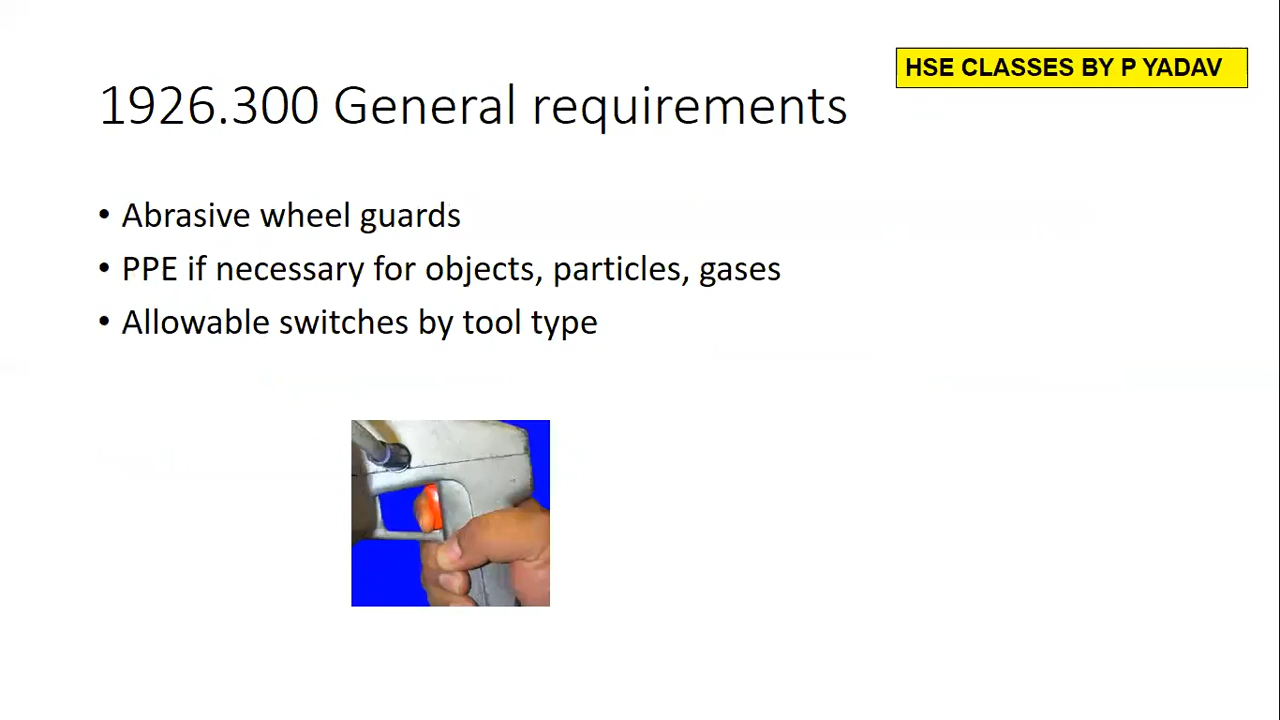 HSE CLASSES BY P YADAV
1926.300 General requirements
• Abrasive wheel guards
• PPE if necessary for objects, particles, gases
• Allowable switches by tool type